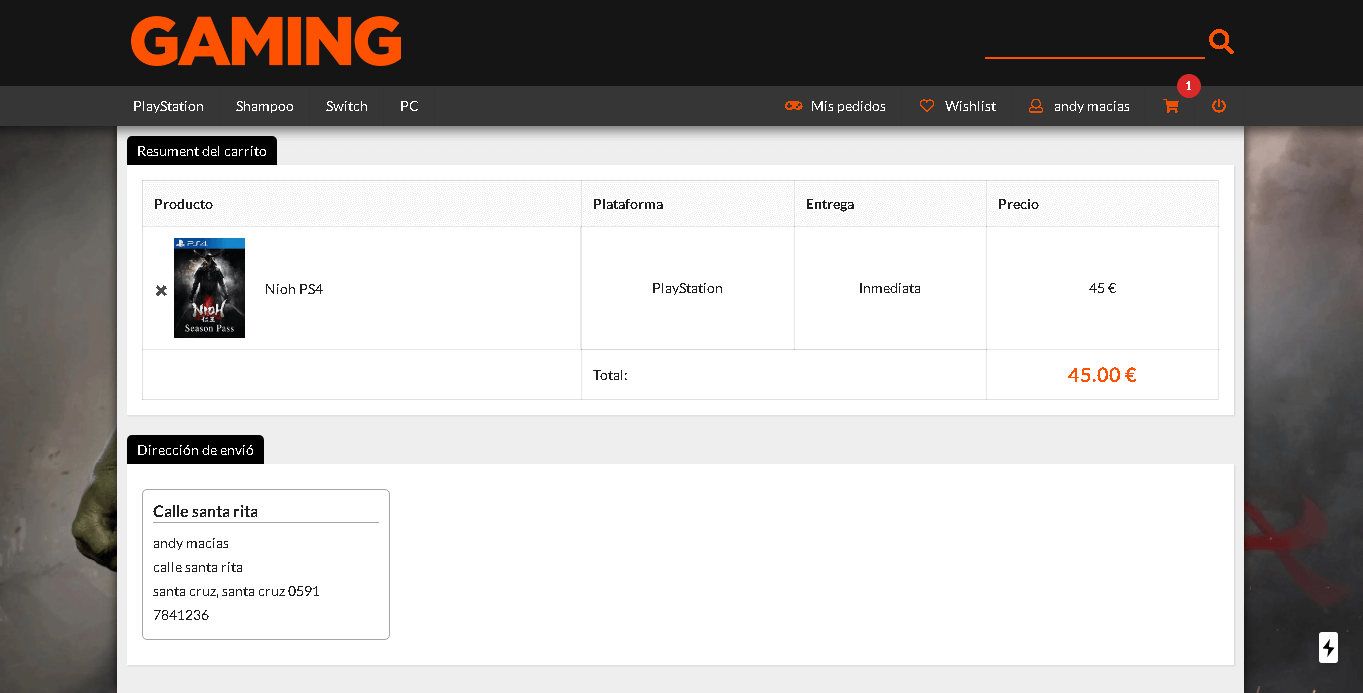 GAMING
PlayStation Shampoo Switch PC Mis pedidos Wishlist andy macias 1
Resument del carrito
Producto Plataforma Entrega Precio
PS4
NIOH
仁王
Season Pass
Nioh PS4 PlayStation Inmediata 45 €
Total: 45.00 €
Dirección de envió
Calle santa rita
andy macias
calle santa rita
santa cruz, santa cruz 0591
7841236